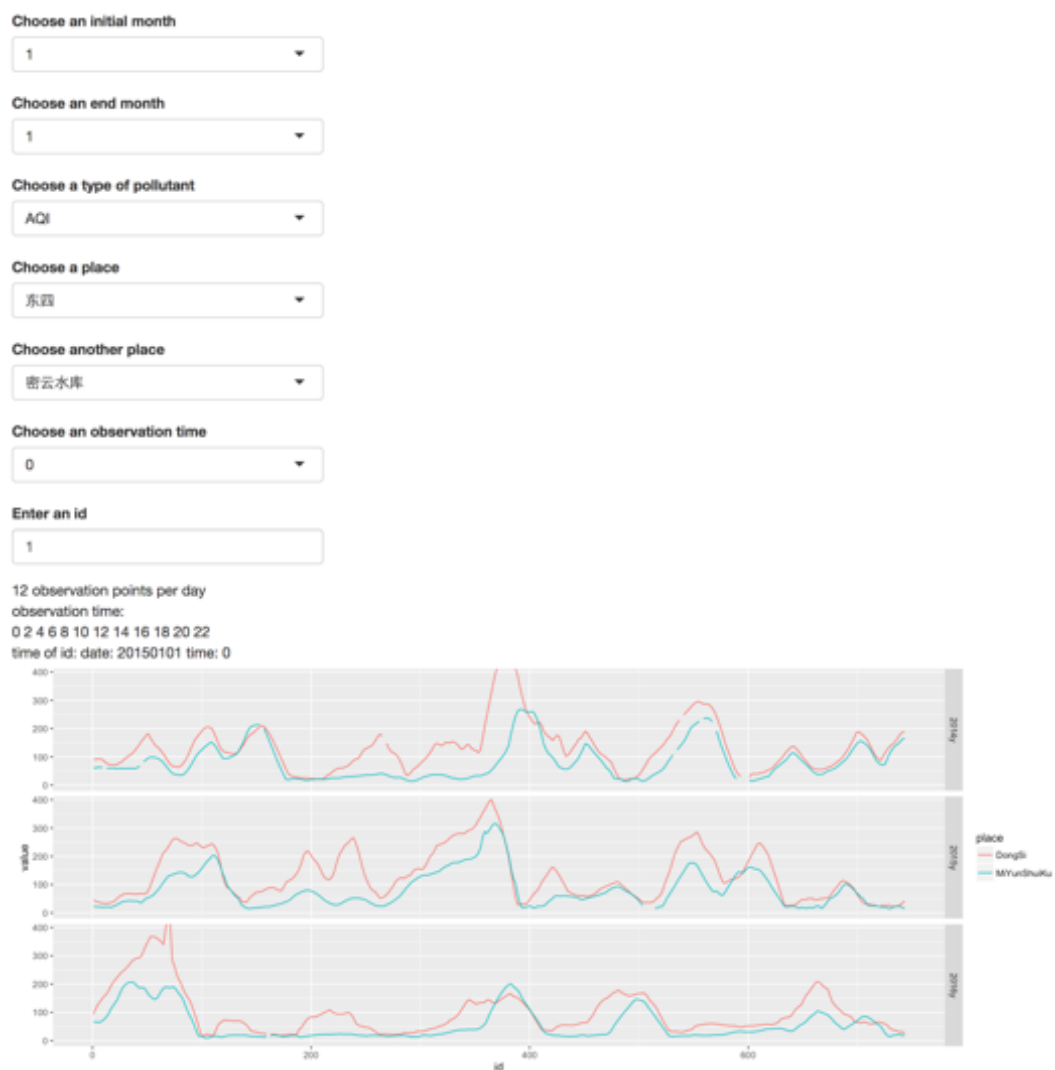 Choose an initial month
1
Choose an end month
1
Choose a type of pollutant
AQI
Choose a place
东四
Choose another place
密云水库
Choose an observation time
0
Enter an id
1
12 observation points per day
observation time:
0 2 4 6 8 10 12 14 16 18 20 22
time of id: date: 20150101 time: 0
400
300
200
100
0
2014y
400
300
200
100
0
2015y
value
place
DongSi
MiYunShuiKu
400
300
200
100
0
2016y
0 200 400 600
id